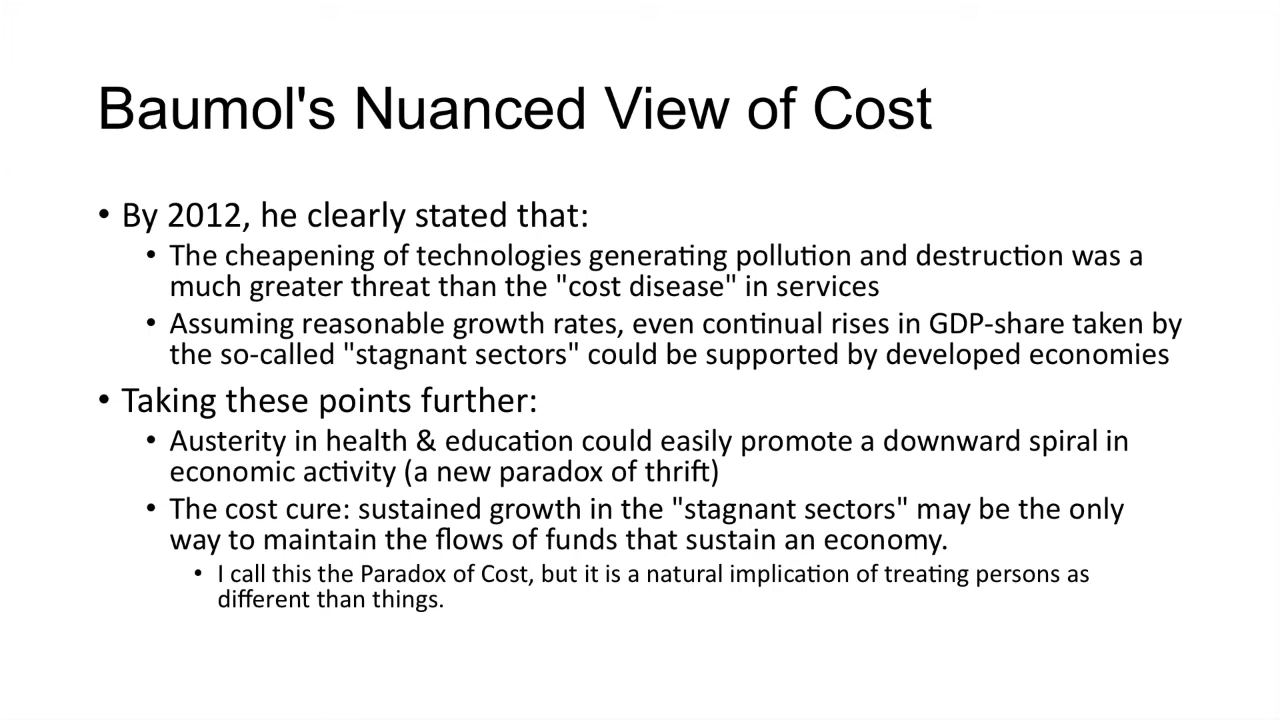 Baumol's Nuanced View of Cost
• By 2012, he clearly stated that:
• The cheapening of technologies generating pollution and destruction was a
much greater threat than the "cost disease" in services
• Assuming reasonable growth rates, even continual rises in GDP-share taken by
the so-called "stagnant sectors" could be supported by developed economies
• Taking these points further:
• Austerity in health & education could easily promote a downward spiral in
economic activity (a new paradox of thrift)
• The cost cure: sustained growth in the "stagnant sectors" may be the only
way to maintain the flows of funds that sustain an economy.
• I call this the Paradox of Cost, but it is a natural implication of treating persons as
different than things.